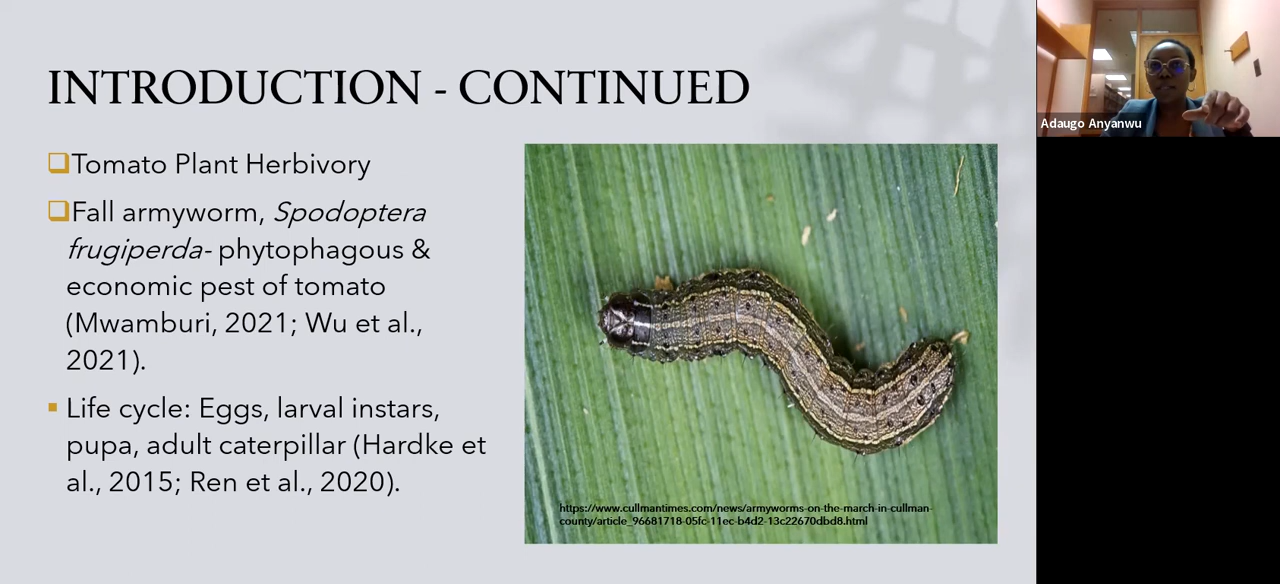 INTRODUCTION - CONTINUED
Adaugo Anyanwu
Tomato Plant Herbivory
Fall armyworm, Spodoptera
frugiperda- phytophagous &
economic pest of tomato
(Mwamburi, 2021; Wu et al.,
2021).
Life cycle: Eggs, larval instars,
pupa, adult caterpillar (Hardke et
al., 2015; Ren et al., 2020).
https://www.cullmantimes.com/news/armyworms-on-the-march-in-cullman-
county/article_96681718-05fc-11ec-b4d2-13c22670dbd8.html